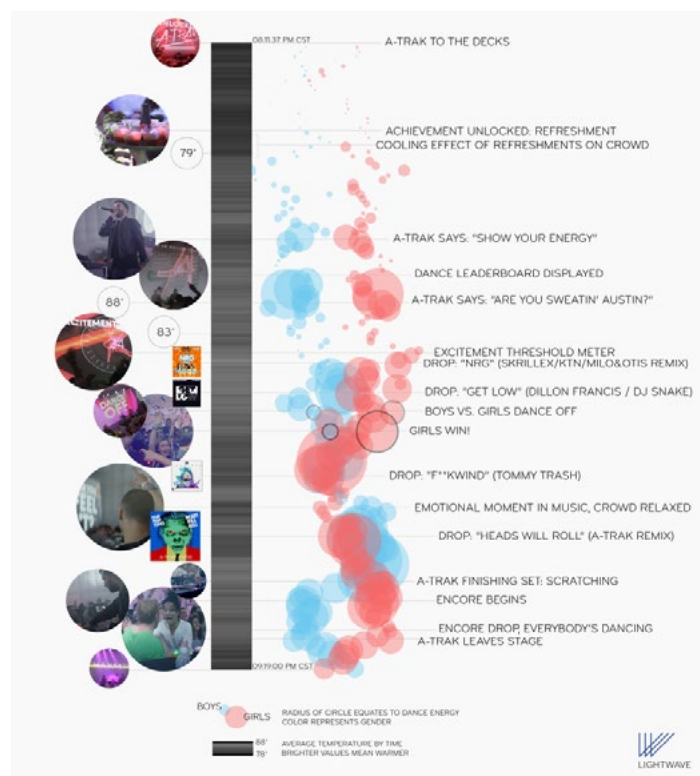 08:11:37 PM CST
A-TRAK TO THE DECKS
ACHIEVEMENT UNLOCKED: REFRESHMENT
COOLING EFFECT OF REFRESHMENTS ON CROWD
79°
A-TRAK SAYS: "SHOW YOUR ENERGY"
DANCE LEADERBOARD DISPLAYED
88°
A-TRAK SAYS: "ARE YOU SWEATIN' AUSTIN?"
83°
EXCITEMENT THRESHOLD METER
DROP: "NRG" (SKRILLEX/KTN/MILO&OTIS REMIX)
DROP: "GET LOW" (DILLON FRANCIS / DJ SNAKE)
BOYS VS. GIRLS DANCE OFF
GIRLS WIN!
DROP: "F**KWIND" (TOMMY TRASH)
EMOTIONAL MOMENT IN MUSIC, CROWD RELAXED
DROP: "HEADS WILL ROLL" (A-TRAK REMIX)
A-TRAK FINISHING SET: SCRATCHING
ENCORE BEGINS
ENCORE DROP, EVERYBODY'S DANCING
A-TRAK LEAVES STAGE
09:19:00 PM CST
BOYS
GIRLS
RADIUS OF CIRCLE EQUATES TO DANCE ENERGY
COLOR REPRESENTS GENDER
88°
78°
AVERAGE TEMPERATURE BY TIME
BRIGHTER VALUES MEAN WARMER
LIGHTWAVE